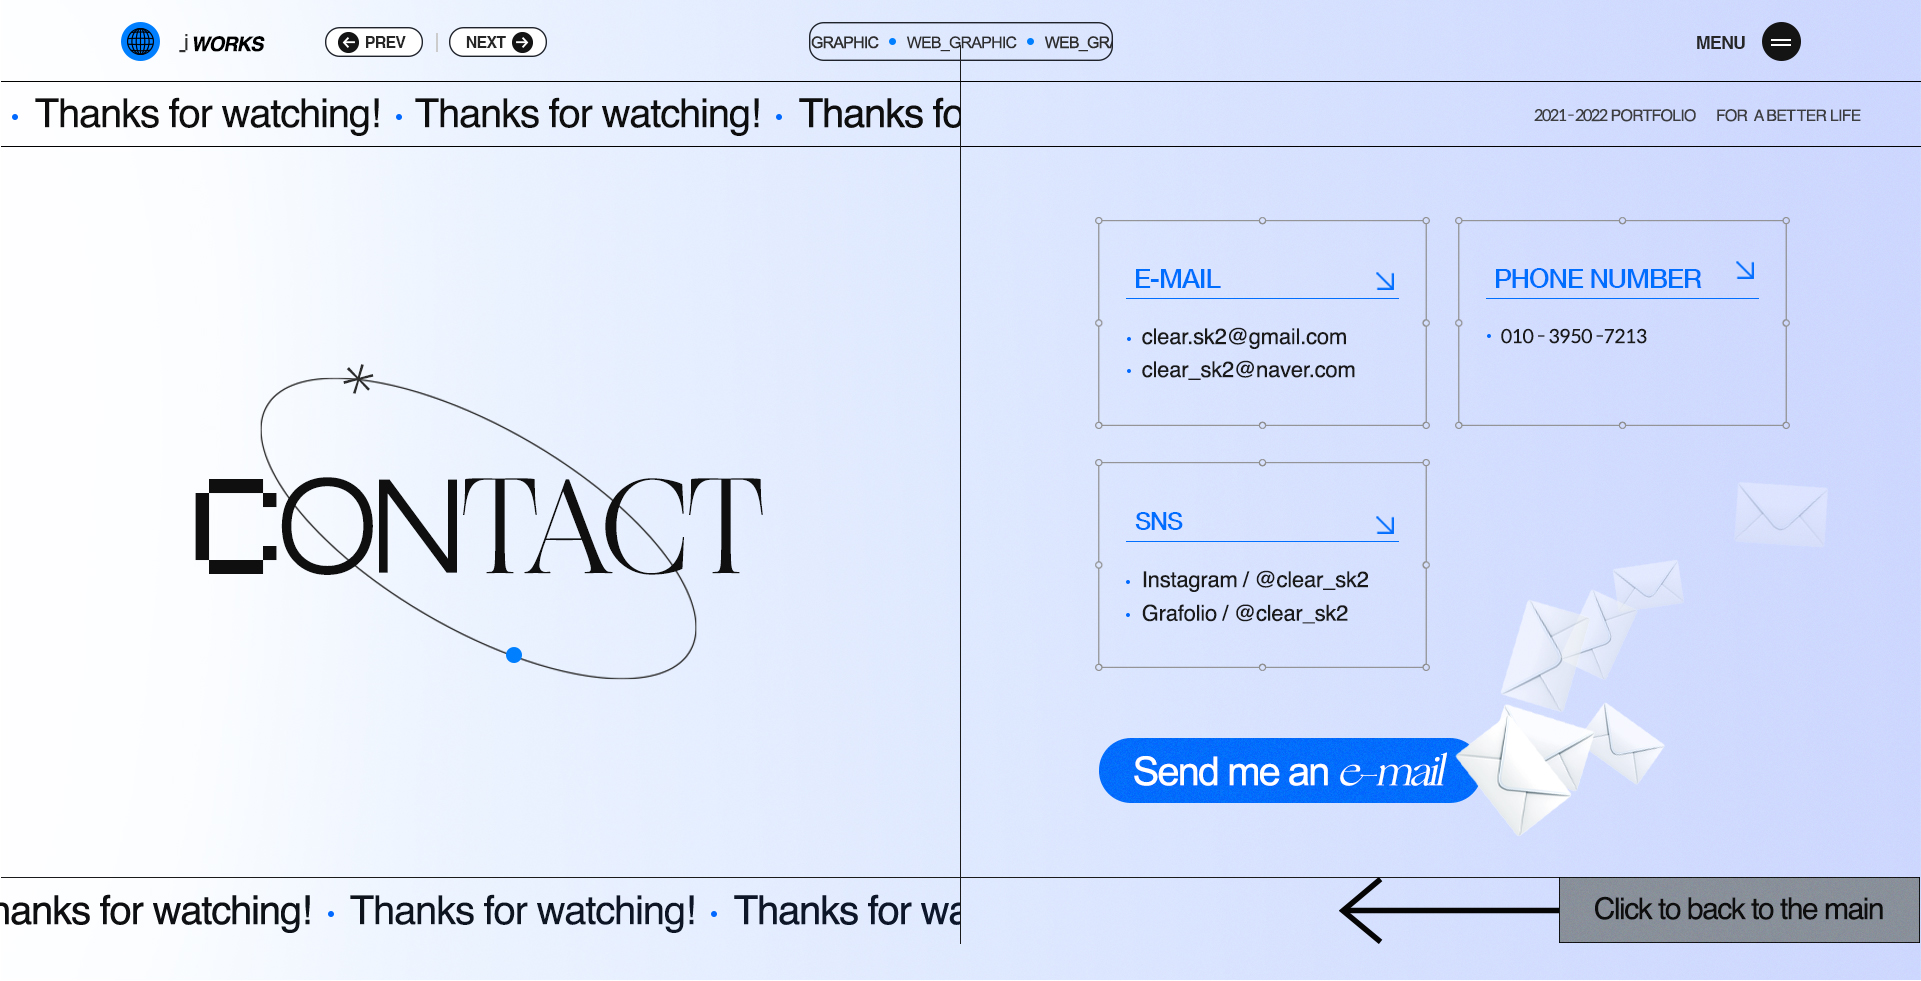 _j WORKS
PREV
NEXT
GRAPHIC • WEB_GRAPHIC • WEB_GRA
MENU
• Thanks for watching! • Thanks for watching! • Thanks fo
2021-2022 PORTFOLIO FOR A BETTER LIFE
E-MAIL
• clear.sk2@gmail.com
• clear_sk2@naver.com
PHONE NUMBER
• 010 - 3950 -7213
CONTACT
SNS
• Instagram / @clear_sk2
• Grafolio / @clear_sk2
Send me an e-mail
hanks for watching! • Thanks for watching! • Thanks for wa
Click to back to the main